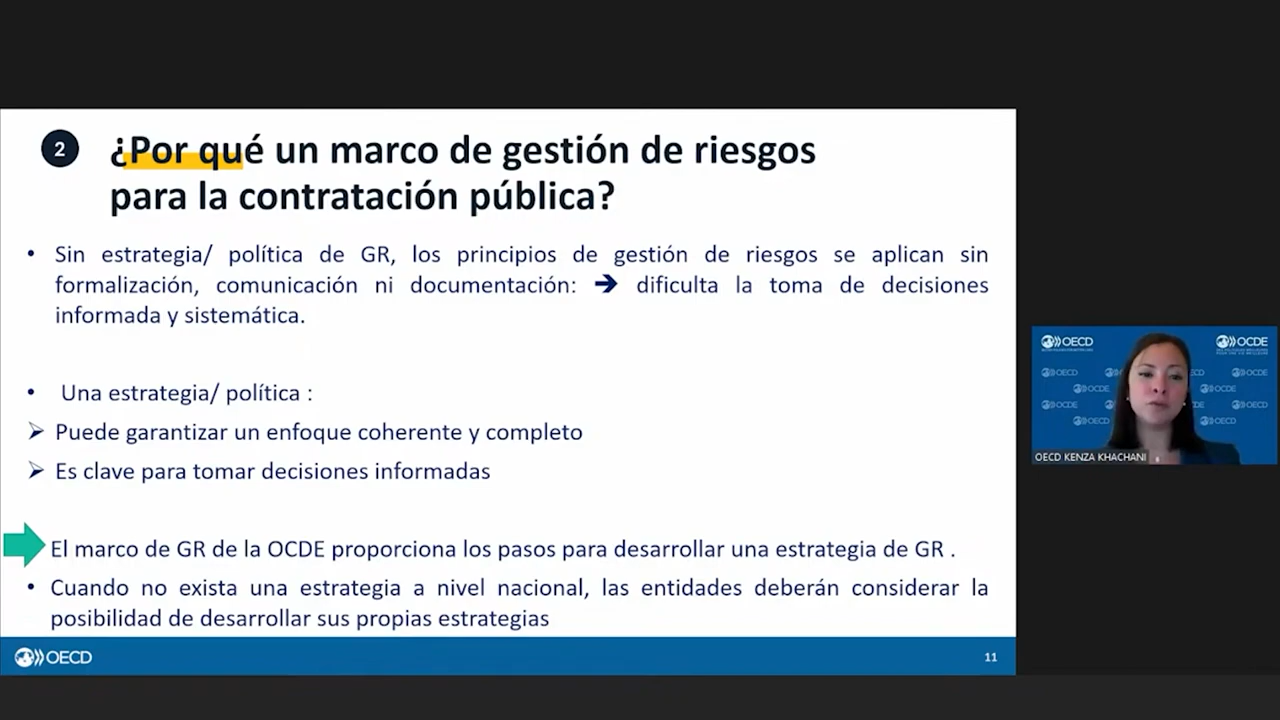 2
¿Por qué un marco de gestión de riesgos
para la contratación pública?
• Sin estrategia/ política de GR, los principios de gestión de riesgos se aplican sin
formalización, comunicación ni documentación: ➔ dificulta la toma de decisiones
informada y sistemática.
• Una estrategia/ política :
➢ Puede garantizar un enfoque coherente y completo
➢ Es clave para tomar decisiones informadas
El marco de GR de la OCDE proporciona los pasos para desarrollar una estrategia de GR .
• Cuando no exista una estrategia a nivel nacional, las entidades deberán considerar la
posibilidad de desarrollar sus propias estrategias
OECD
11
OECD
OCDE
OECD
OCDE
OCDE
OCDE
OCDE
OCDE
OCDE
OCDE
OECD KENZA KHACHANI